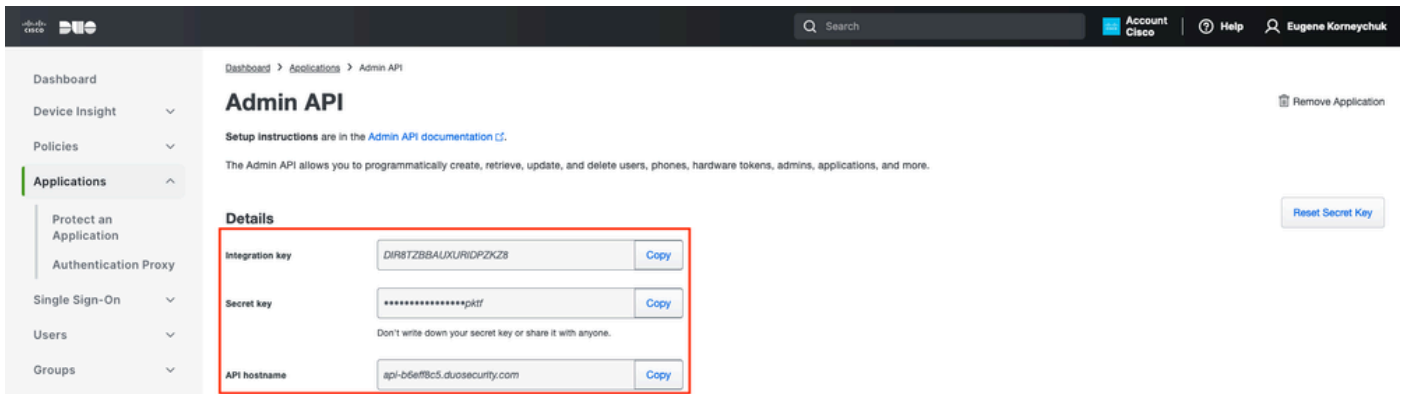 cisco DUO
Search
Account
Cisco
Help
Eugene Korneychuk
Dashboard
Device Insight
Policies
Applications
Protect an
Application
Authentication Proxy
Single Sign-On
Users
Groups
Dashboard > Applications > Admin API
Admin API
Remove Application
Setup instructions are in the Admin API documentation.
The Admin API allows you to programmatically create, retrieve, update, and delete users, phones, hardware tokens, admins, applications, and more.
Details
Reset Secret Key
Integration key DIR8TZBBAUXURIDPZKZ8 Copy
Secret key ••••••••••••••••pktf Copy
Don't write down your secret key or share it with anyone.
API hostname api-b6eff8c5.duosecurity.com Copy